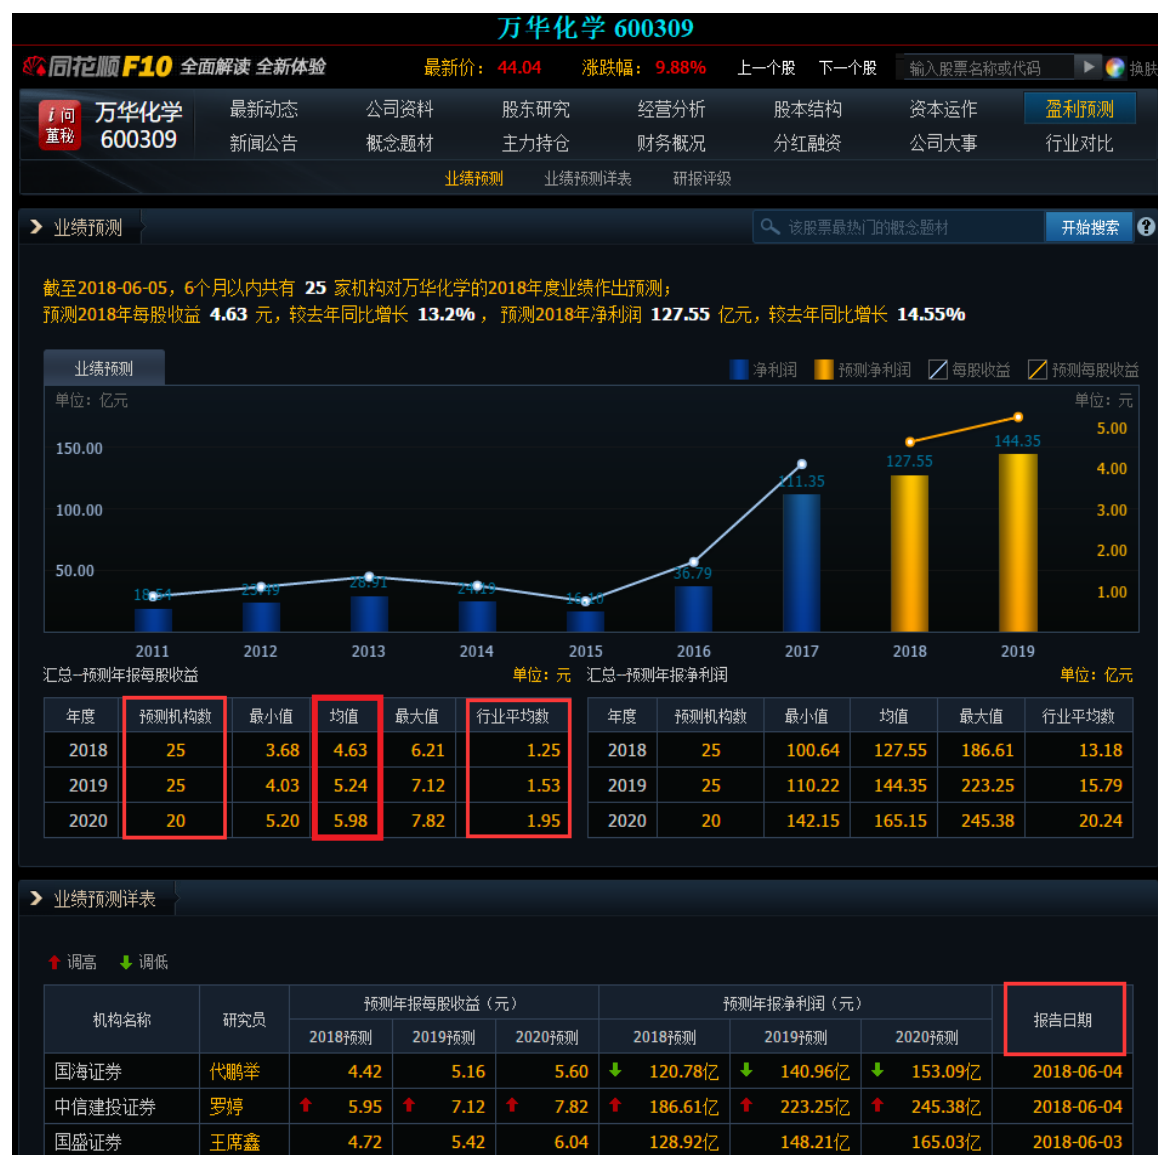 万华化学 600309
同花顺 F10 全面解读 全新体验 最新价: 44.04 涨跌幅: 9.88% 上一个股 下一个股 输入股票名称或代码 换肤
i 问 董秘 万华化学 600309
最新动态 公司资料 股东研究 经营分析 股本结构 资本运作 盈利预测
新闻公告 概念题材 主力持仓 财务概况 分红融资 公司大事 行业对比
业绩预测 业绩预测详表 研报评级
业绩预测 该股票最热门的概念题材 开始搜索 ?
截至2018-06-05，6个月以内共有 25 家机构对万华化学的2018年度业绩作出预测；
预测2018年每股收益 4.63 元，较去年同比增长 13.2%， 预测2018年净利润 127.55 亿元，较去年同比增长 14.55%
业绩预测 净利润 预测净利润 每股收益 预测每股收益
单位: 亿元 单位: 元
5.00
144.35
150.00
127.55
4.00
111.35
100.00 3.00
2.00
50.00 36.79
28.91
1.00
2011 2012 2013 2014 2015 2016 2017 2018 2019
汇总--预测年报每股收益 单位: 元 汇总--预测年报净利润 单位: 亿元
年度 预测机构数 最小值 均值 最大值 行业平均数 年度 预测机构数 最小值 均值 最大值 行业平均数
2018 25 3.68 4.63 6.21 1.25 2018 25 100.64 127.55 186.61 13.18
2019 25 4.03 5.24 7.12 1.53 2019 25 110.22 144.35 223.25 15.79
2020 20 5.20 5.98 7.82 1.95 2020 20 142.15 165.15 245.38 20.24
业绩预测详表
调高 调低
机构名称 研究员 预测年报每股收益（元） 预测年报净利润（元） 报告日期
2018预测 2019预测 2020预测 2018预测 2019预测 2020预测
国海证券 代鹏举 4.42 5.16 5.60 120.78亿 140.96亿 153.09亿 2018-06-04
中信建投证券 罗婷 5.95 7.12 7.82 186.61亿 223.25亿 245.38亿 2018-06-04
国盛证券 王席鑫 4.72 5.42 6.04 128.92亿 148.21亿 165.03亿 2018-06-03